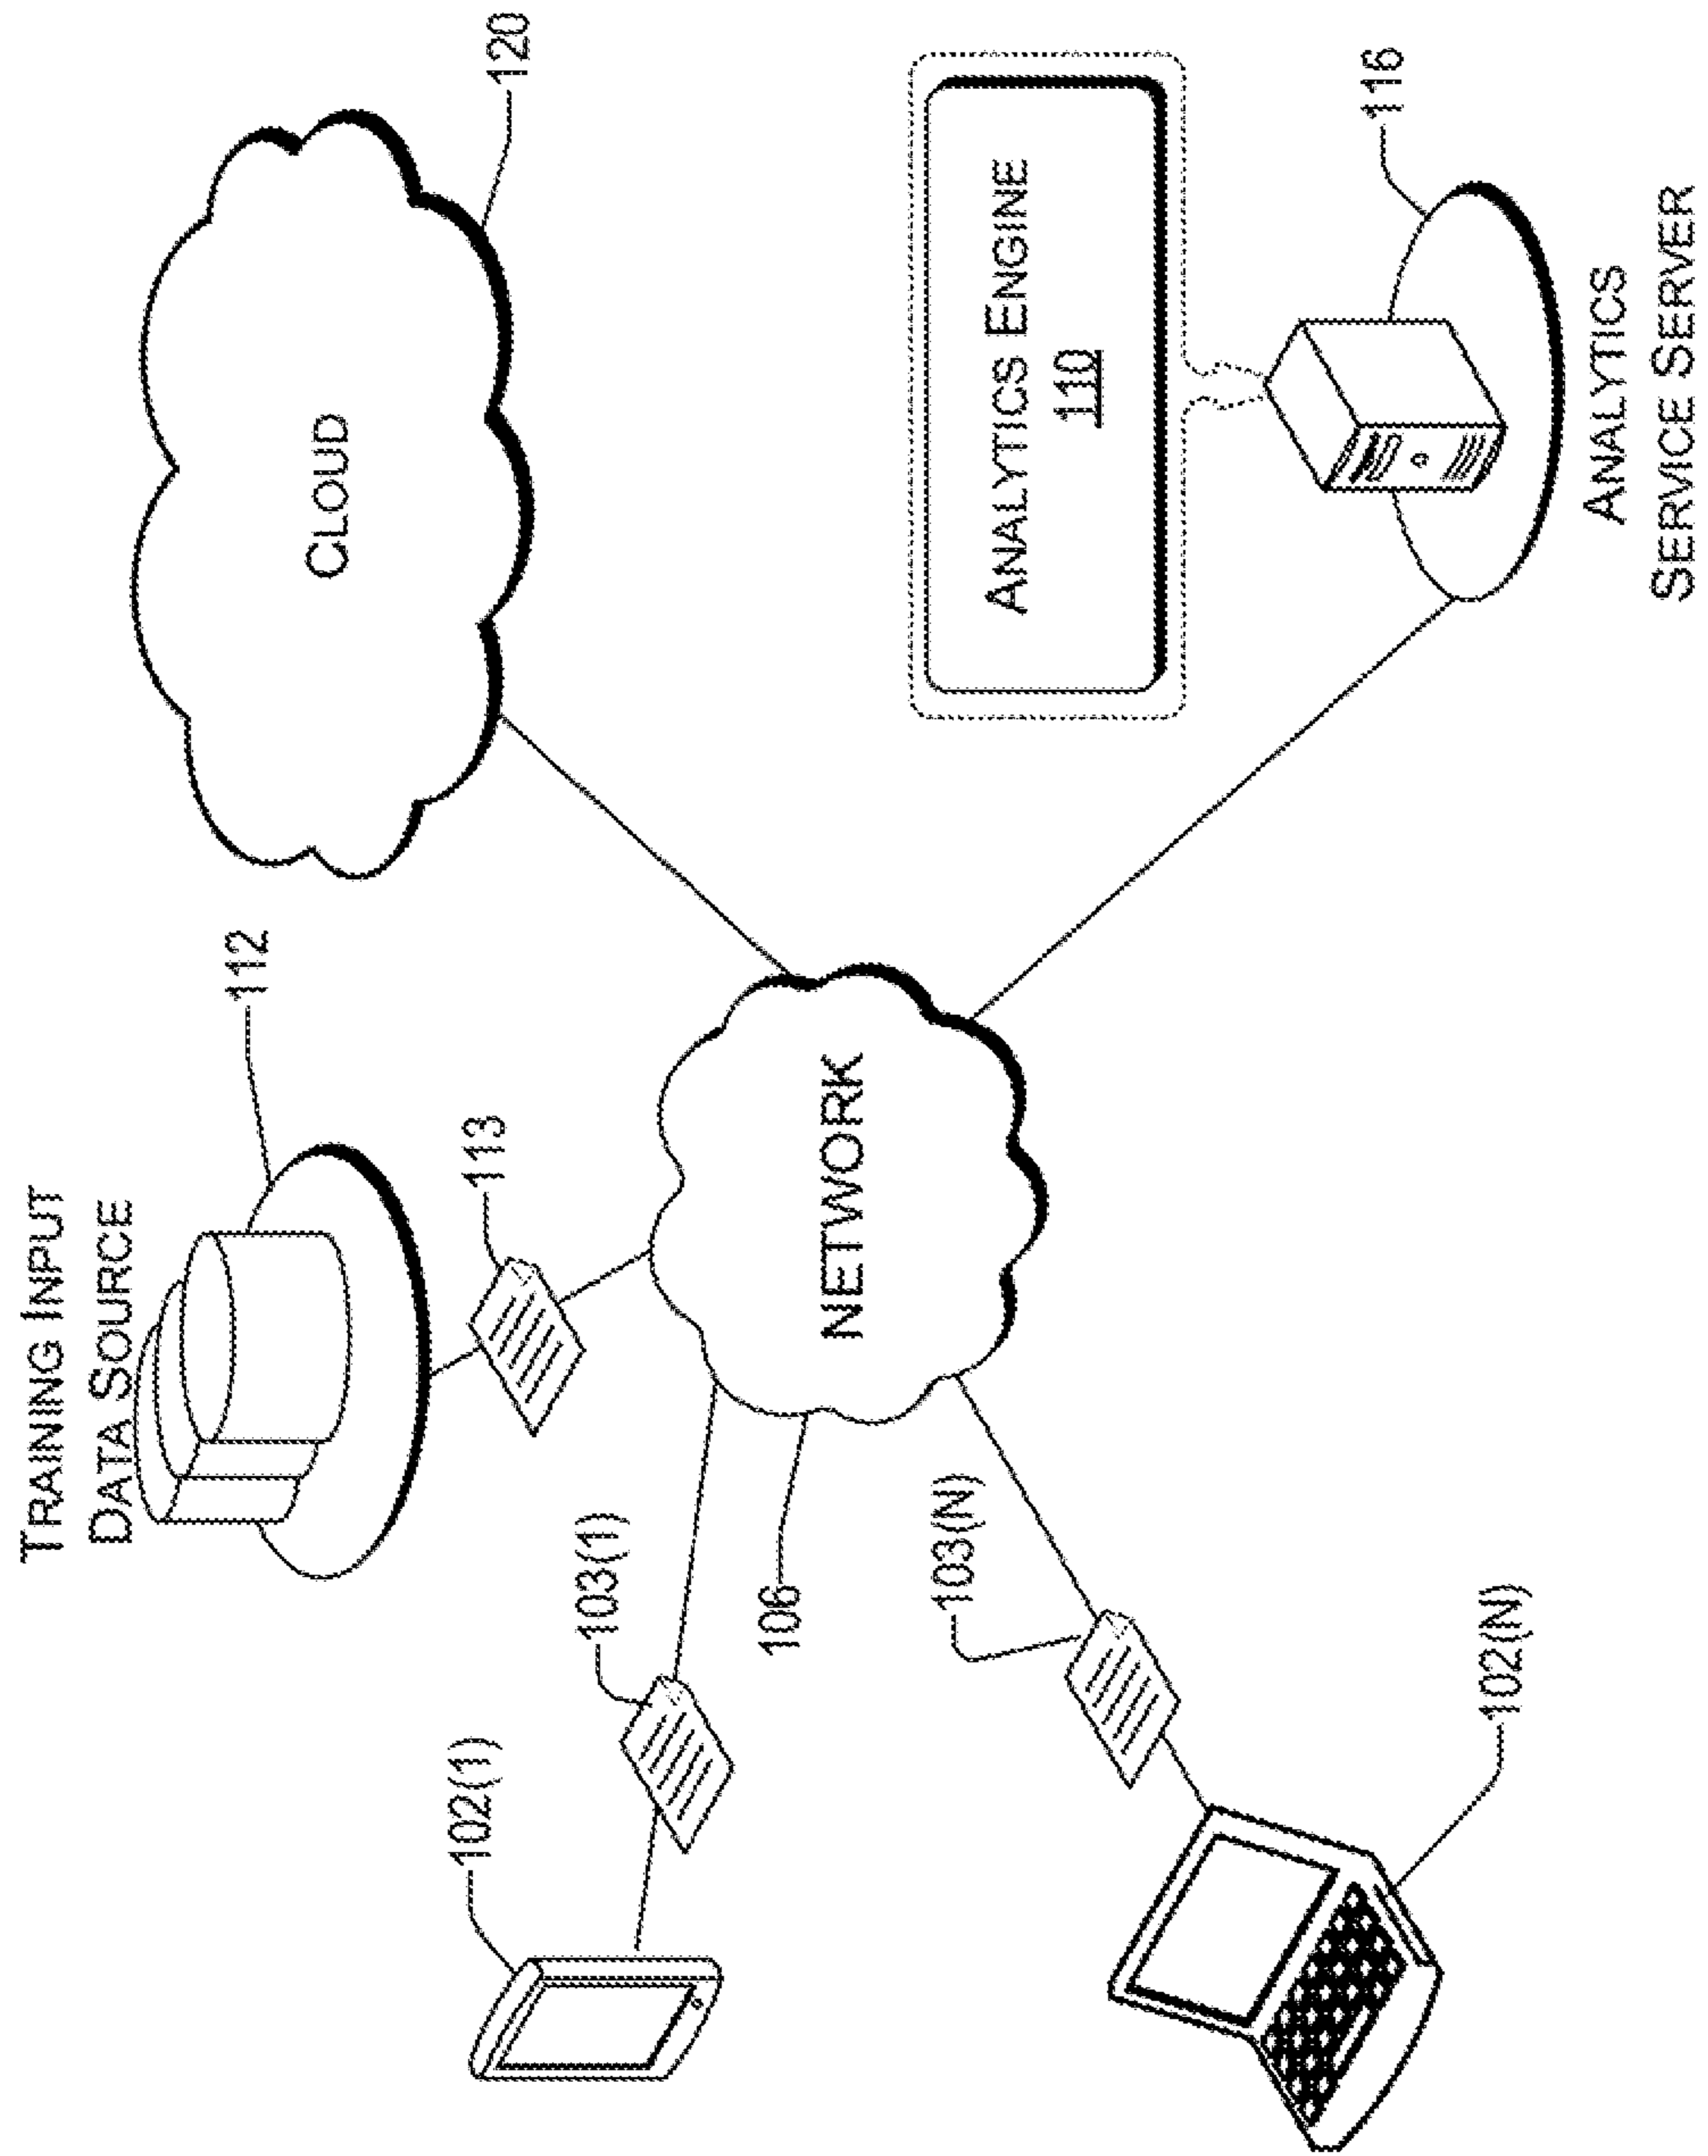 TRAINING INPUT
DATA SOURCE
112
113
102(1)
103(1)
106
NETWORK
103(N)
102(N)
CLOUD
120
ANALYTICS ENGINE
110
116
ANALYTICS
SERVICE SERVER